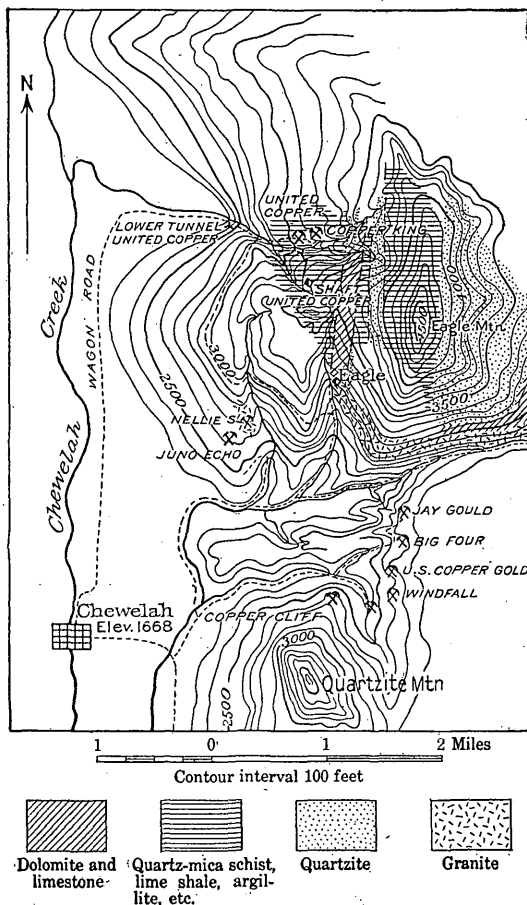 N
UNITED
COPPER
LOWER TUNNEL
UNITED COPPER
COPPER KING
SHAFT
UNITED COPPER
4000
Eagle Mtn
WAGON ROAD
Creek
3000
2500
Eagle
3500
NELLIE S.
JUNO ECHO
Chewelah
JAY GOULD
BIG FOUR
U.S. COPPER GOLD
WINDFALL
Chewelah
Elev. 1668
COPPER CLIFF
3000
Quartzite Mtn
2500
1 0 1 2 Miles
Contour interval 100 feet
Dolomite and
limestone
Quartz-mica schist,
lime shale, argil-
lite, etc.
Quartzite
Granite